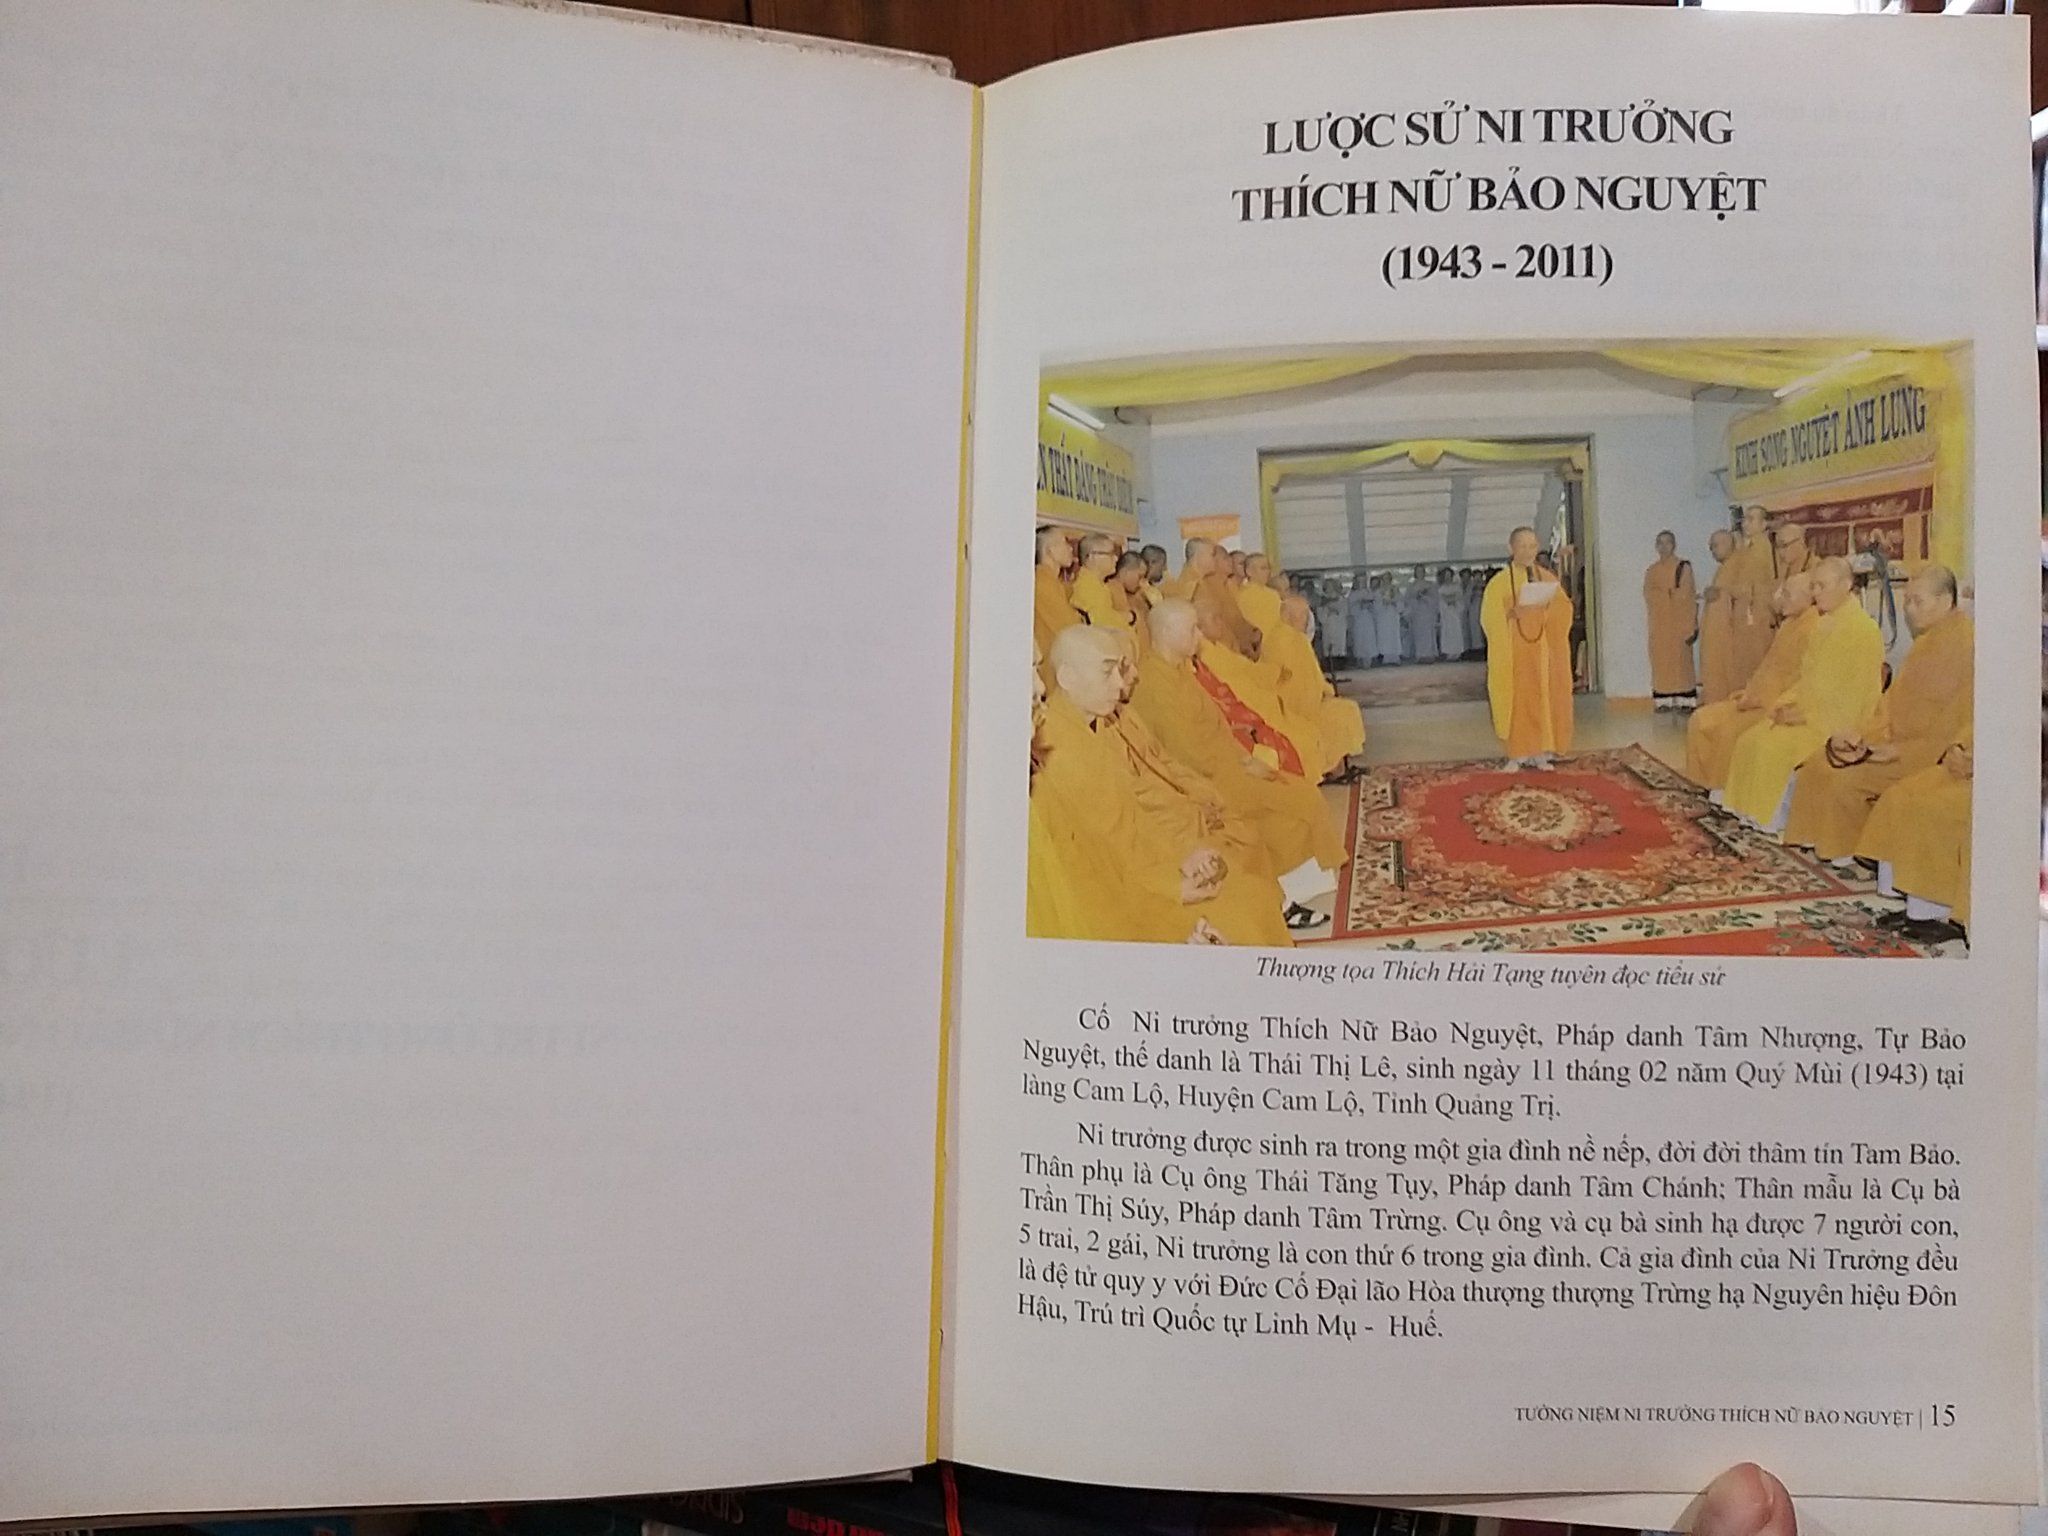 LƯỢC SỬ NI TRƯỞNG
THÍCH NỮ BẢO NGUYỆT
(1943 - 2011)
THẤT ĐĂNG
KINH SONG NGUYỆT ẢNH LUNG
Thượng tọa Thích Hải Tạng tuyên đọc tiểu sử
Cố Ni trưởng Thích Nữ Bảo Nguyệt, Pháp danh Tâm Nhượng, Tự Bảo
Nguyệt, thế danh là Thái Thị Lê, sinh ngày 11 tháng 02 năm Quý Mùi (1943) tại
làng Cam Lộ, Huyện Cam Lộ, Tỉnh Quảng Trị.
Ni trưởng được sinh ra trong một gia đình nề nếp, đời đời thâm tín Tam Bảo.
Thân phụ là Cụ ông Thái Tăng Tụy, Pháp danh Tâm Chánh; Thân mẫu là Cụ bà
Trần Thị Súy, Pháp danh Tâm Trừng. Cụ ông và cụ bà sinh hạ được 7 người con,
5 trai, 2 gái, Ni trưởng là con thứ 6 trong gia đình. Cả gia đình của Ni Trưởng đều
là đệ tử quy y với Đức Cố Đại lão Hòa thượng thượng Trừng hạ Nguyên hiệu Đôn
Hậu, Trú trì Quốc tự Linh Mụ - Huế.
TƯỞNG NIỆM NI TRƯỞNG THÍCH NỮ BẢO NGUYỆT | 15